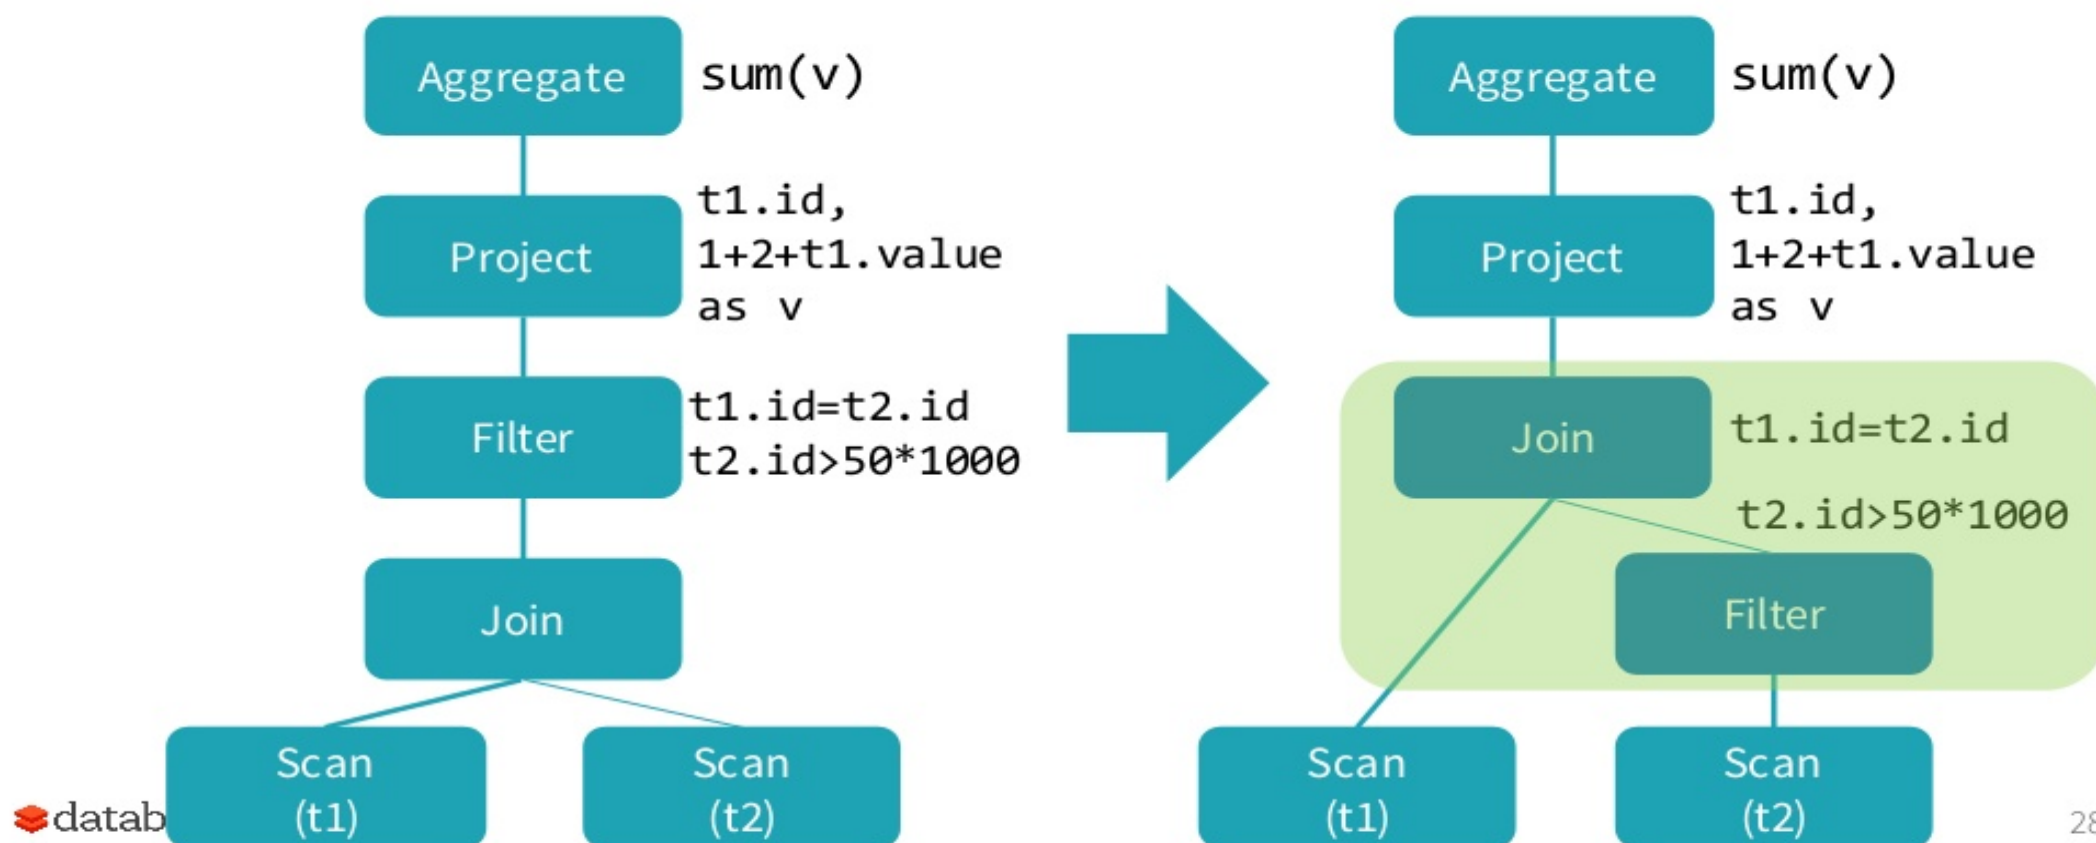 Aggregate
sum(v)
Project
t1.id,
1+2+t1.value
as v
Filter
t1.id=t2.id
t2.id>50*1000
Join
Scan
(t1)
Scan
(t2)
datab
Aggregate
sum(v)
Project
t1.id,
1+2+t1.value
as v
Join
t1.id=t2.id
t2.id>50*1000
Filter
Scan
(t1)
Scan
(t2)
28